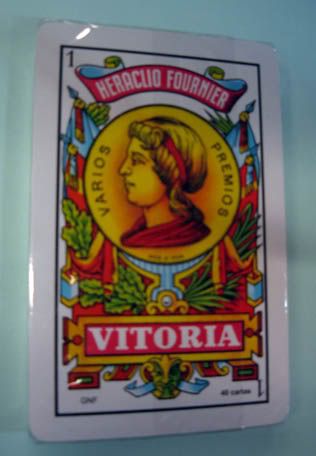 1
HERACLIO FOURNIER
VARIOS PREMIOS
VITORIA
40 cartas